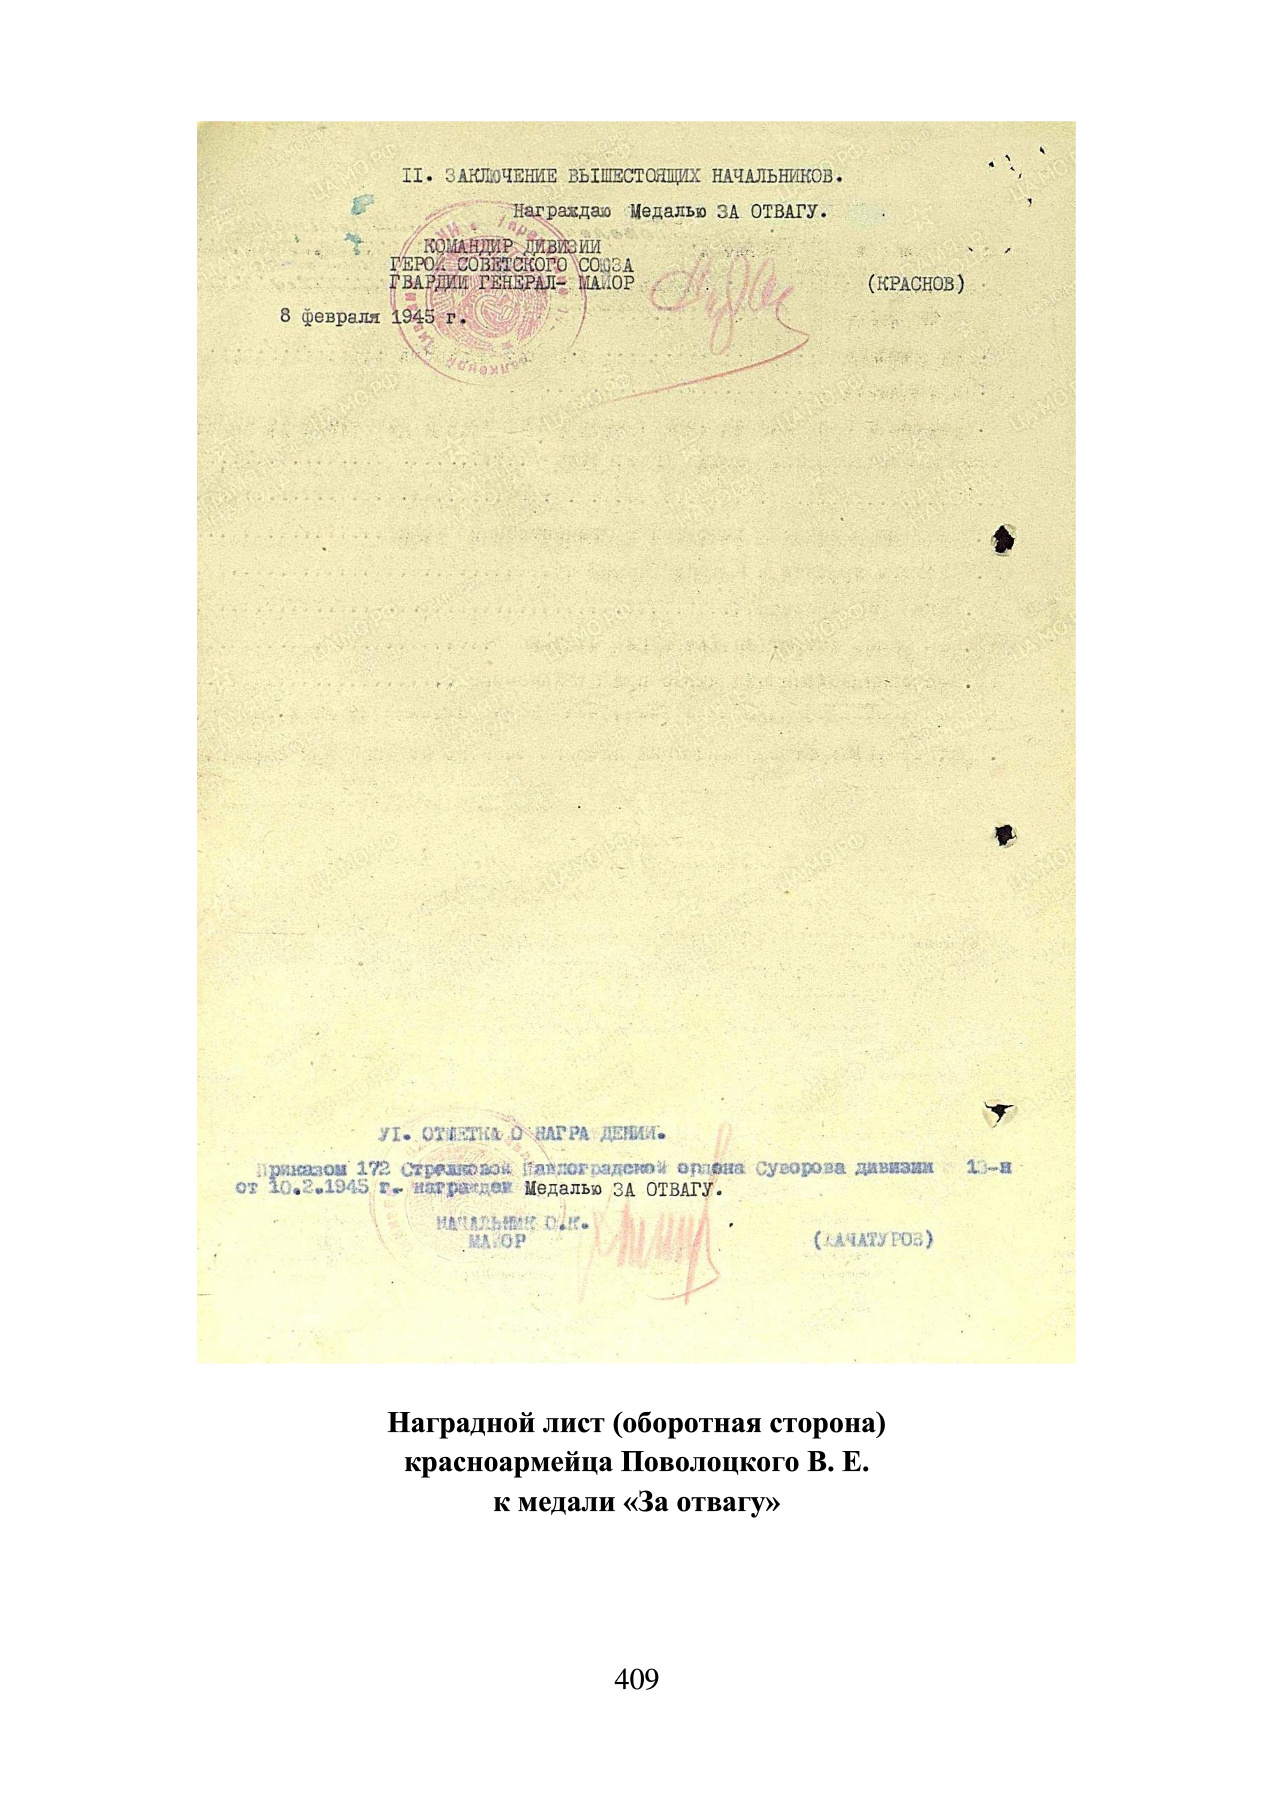 II. ЗАКЛЮЧЕНИЕ ВЫШЕСТОЯЩИХ НАЧАЛЬНИКОВ.
Награждаю Медалью ЗА ОТВАГУ.
КОМАНДИР ДИВИЗИИ
ГЕРОЙ СОВЕТСКОГО СОЮЗА
ГВАРДИИ ГЕНЕРАЛ- МАЙОР (КРАСНОВ)
8 февраля 1945 г.
УI. ОТМЕТКА О НАГРАЖДЕНИИ.
Приказом 172 Стрелковой Павлоградской ордена Суворова дивизии
от 10.2.1945 г. награжден Медалью ЗА ОТВАГУ.
НАЧАЛЬНИК О.К.
МАЙОР (ХАЧАТУРОВ)
Наградной лист (оборотная сторона)
красноармейца Поволоцкого В. Е.
к медали «За отвагу»
409